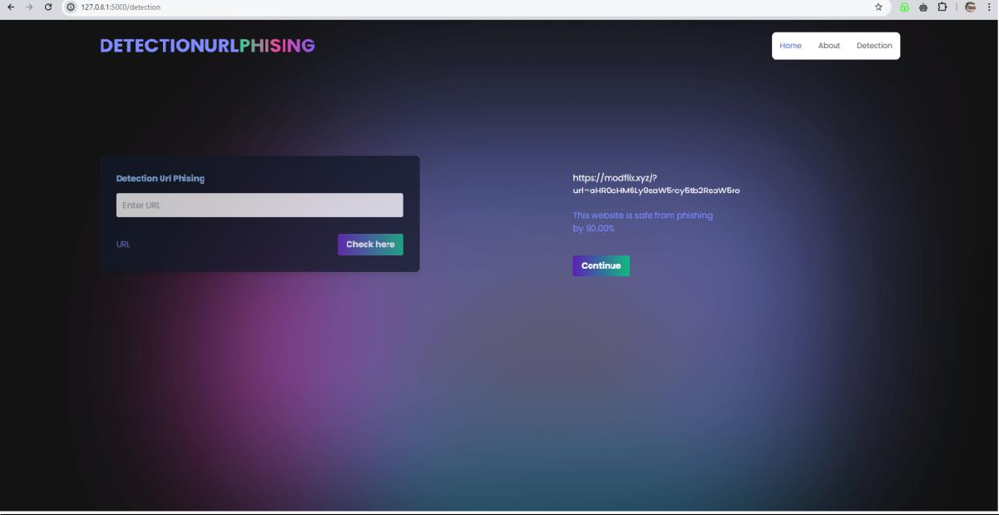 127.0.0.1:5000/detection
DETECTIONURLPHISING
Home About Detection
Detection Url Phising
Enter URL
URL
Check here
https://modflix.xyz/?
url=aHR0cHM6Ly9saW5rcy5tb2RsaW5ro
This website is safe from phishing
by 90.00%
Continue